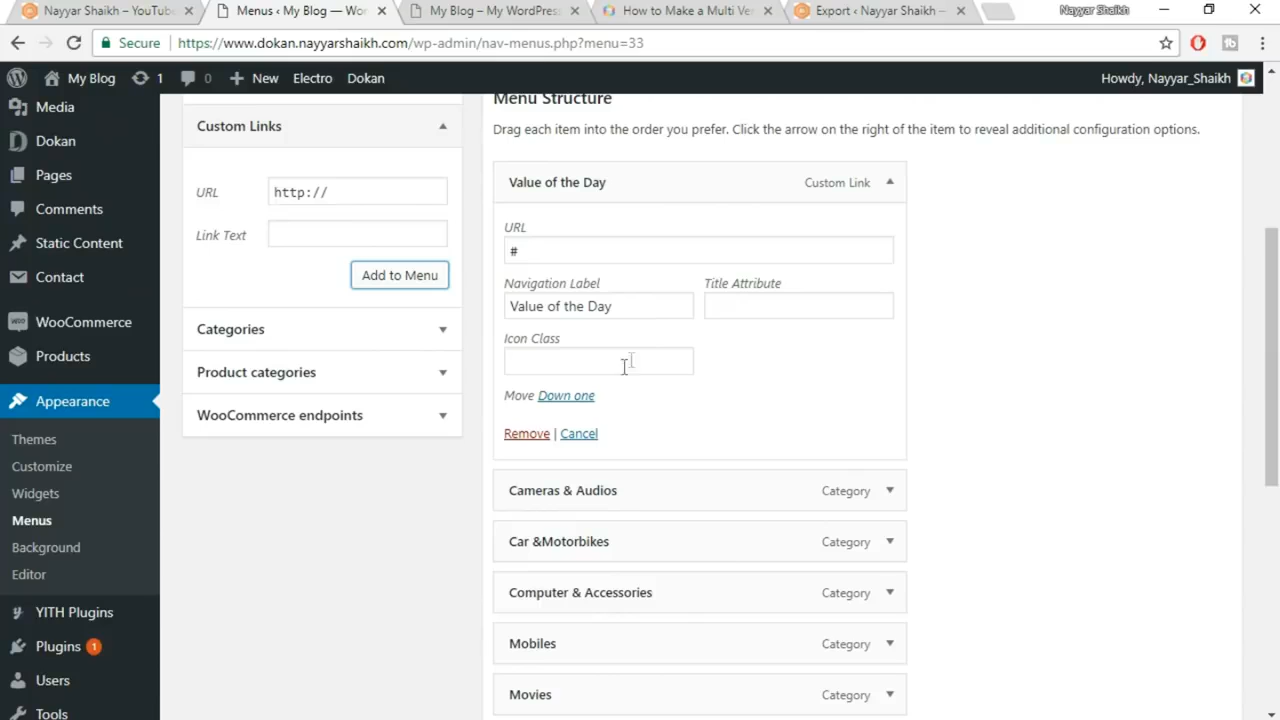 Nayyar Shaikh – YouTube
Menus ‹ My Blog — Wor
My Blog – My WordPress
How to Make a Multi Ve
Export ‹ Nayyar Shaikh —
Nayyar Shaikh
Secure
https://www.dokan.nayyarshaikh.com/wp-admin/nav-menus.php?menu=33
My Blog
1
0
New
Electro
Dokan
Howdy, Nayyar_Shaikh
Media
Dokan
Pages
Comments
Static Content
Contact
WooCommerce
Products
Appearance
Themes
Customize
Widgets
Menus
Background
Editor
YITH Plugins
Plugins 1
Users
Tools
Custom Links
URL http://
Link Text
Add to Menu
Categories
Product categories
WooCommerce endpoints
Menu Structure
Drag each item into the order you prefer. Click the arrow on the right of the item to reveal additional configuration options.
Value of the Day Custom Link
URL
#
Navigation Label Title Attribute
Value of the Day
Icon Class
Move Down one
Remove | Cancel
Cameras & Audios Category
Car &Motorbikes Category
Computer & Accessories Category
Mobiles Category
Movies Category